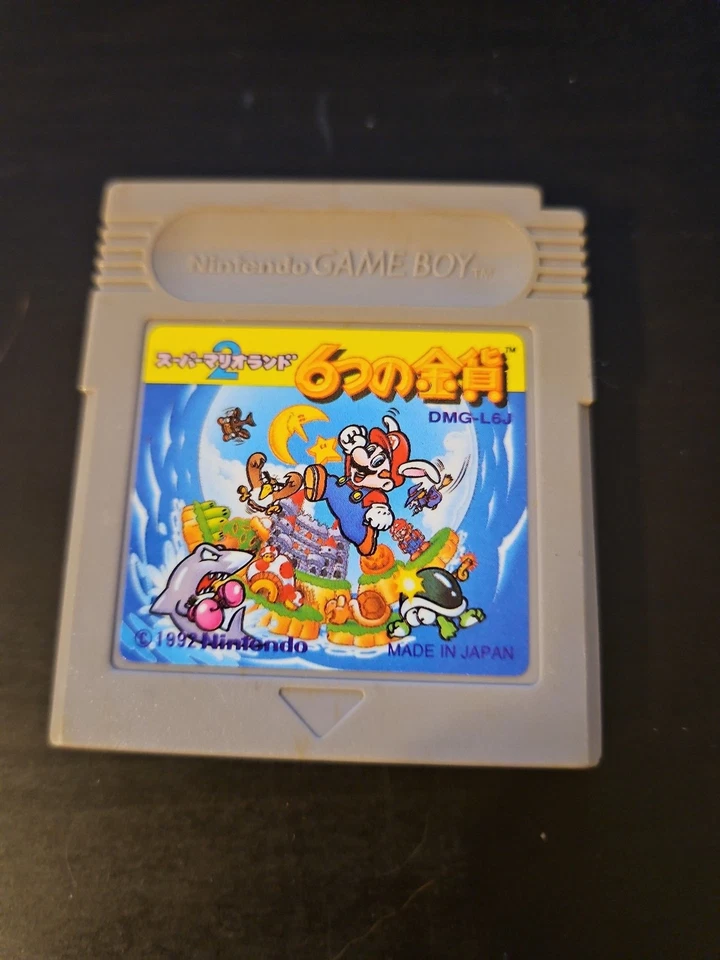 Nintendo GAME BOY™
スーパーマリオランド2 6つの金貨™
DMG-L6J
©1992 Nintendo
MADE IN JAPAN